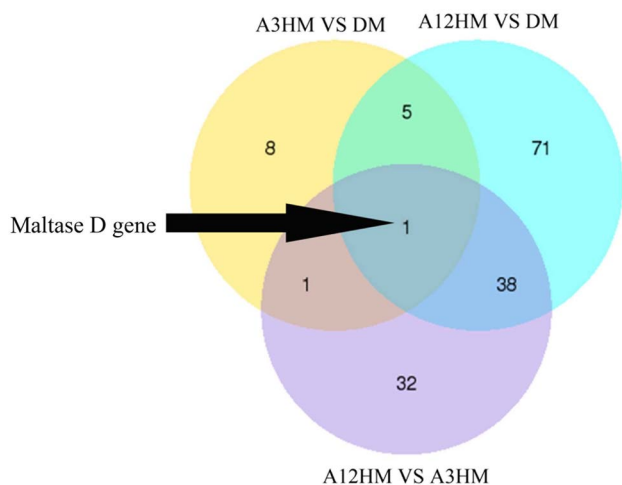 A3HM VS DM
A12HM VS DM
5
8
71
Maltase D gene
1
1
38
32
A12HM VS A3HM